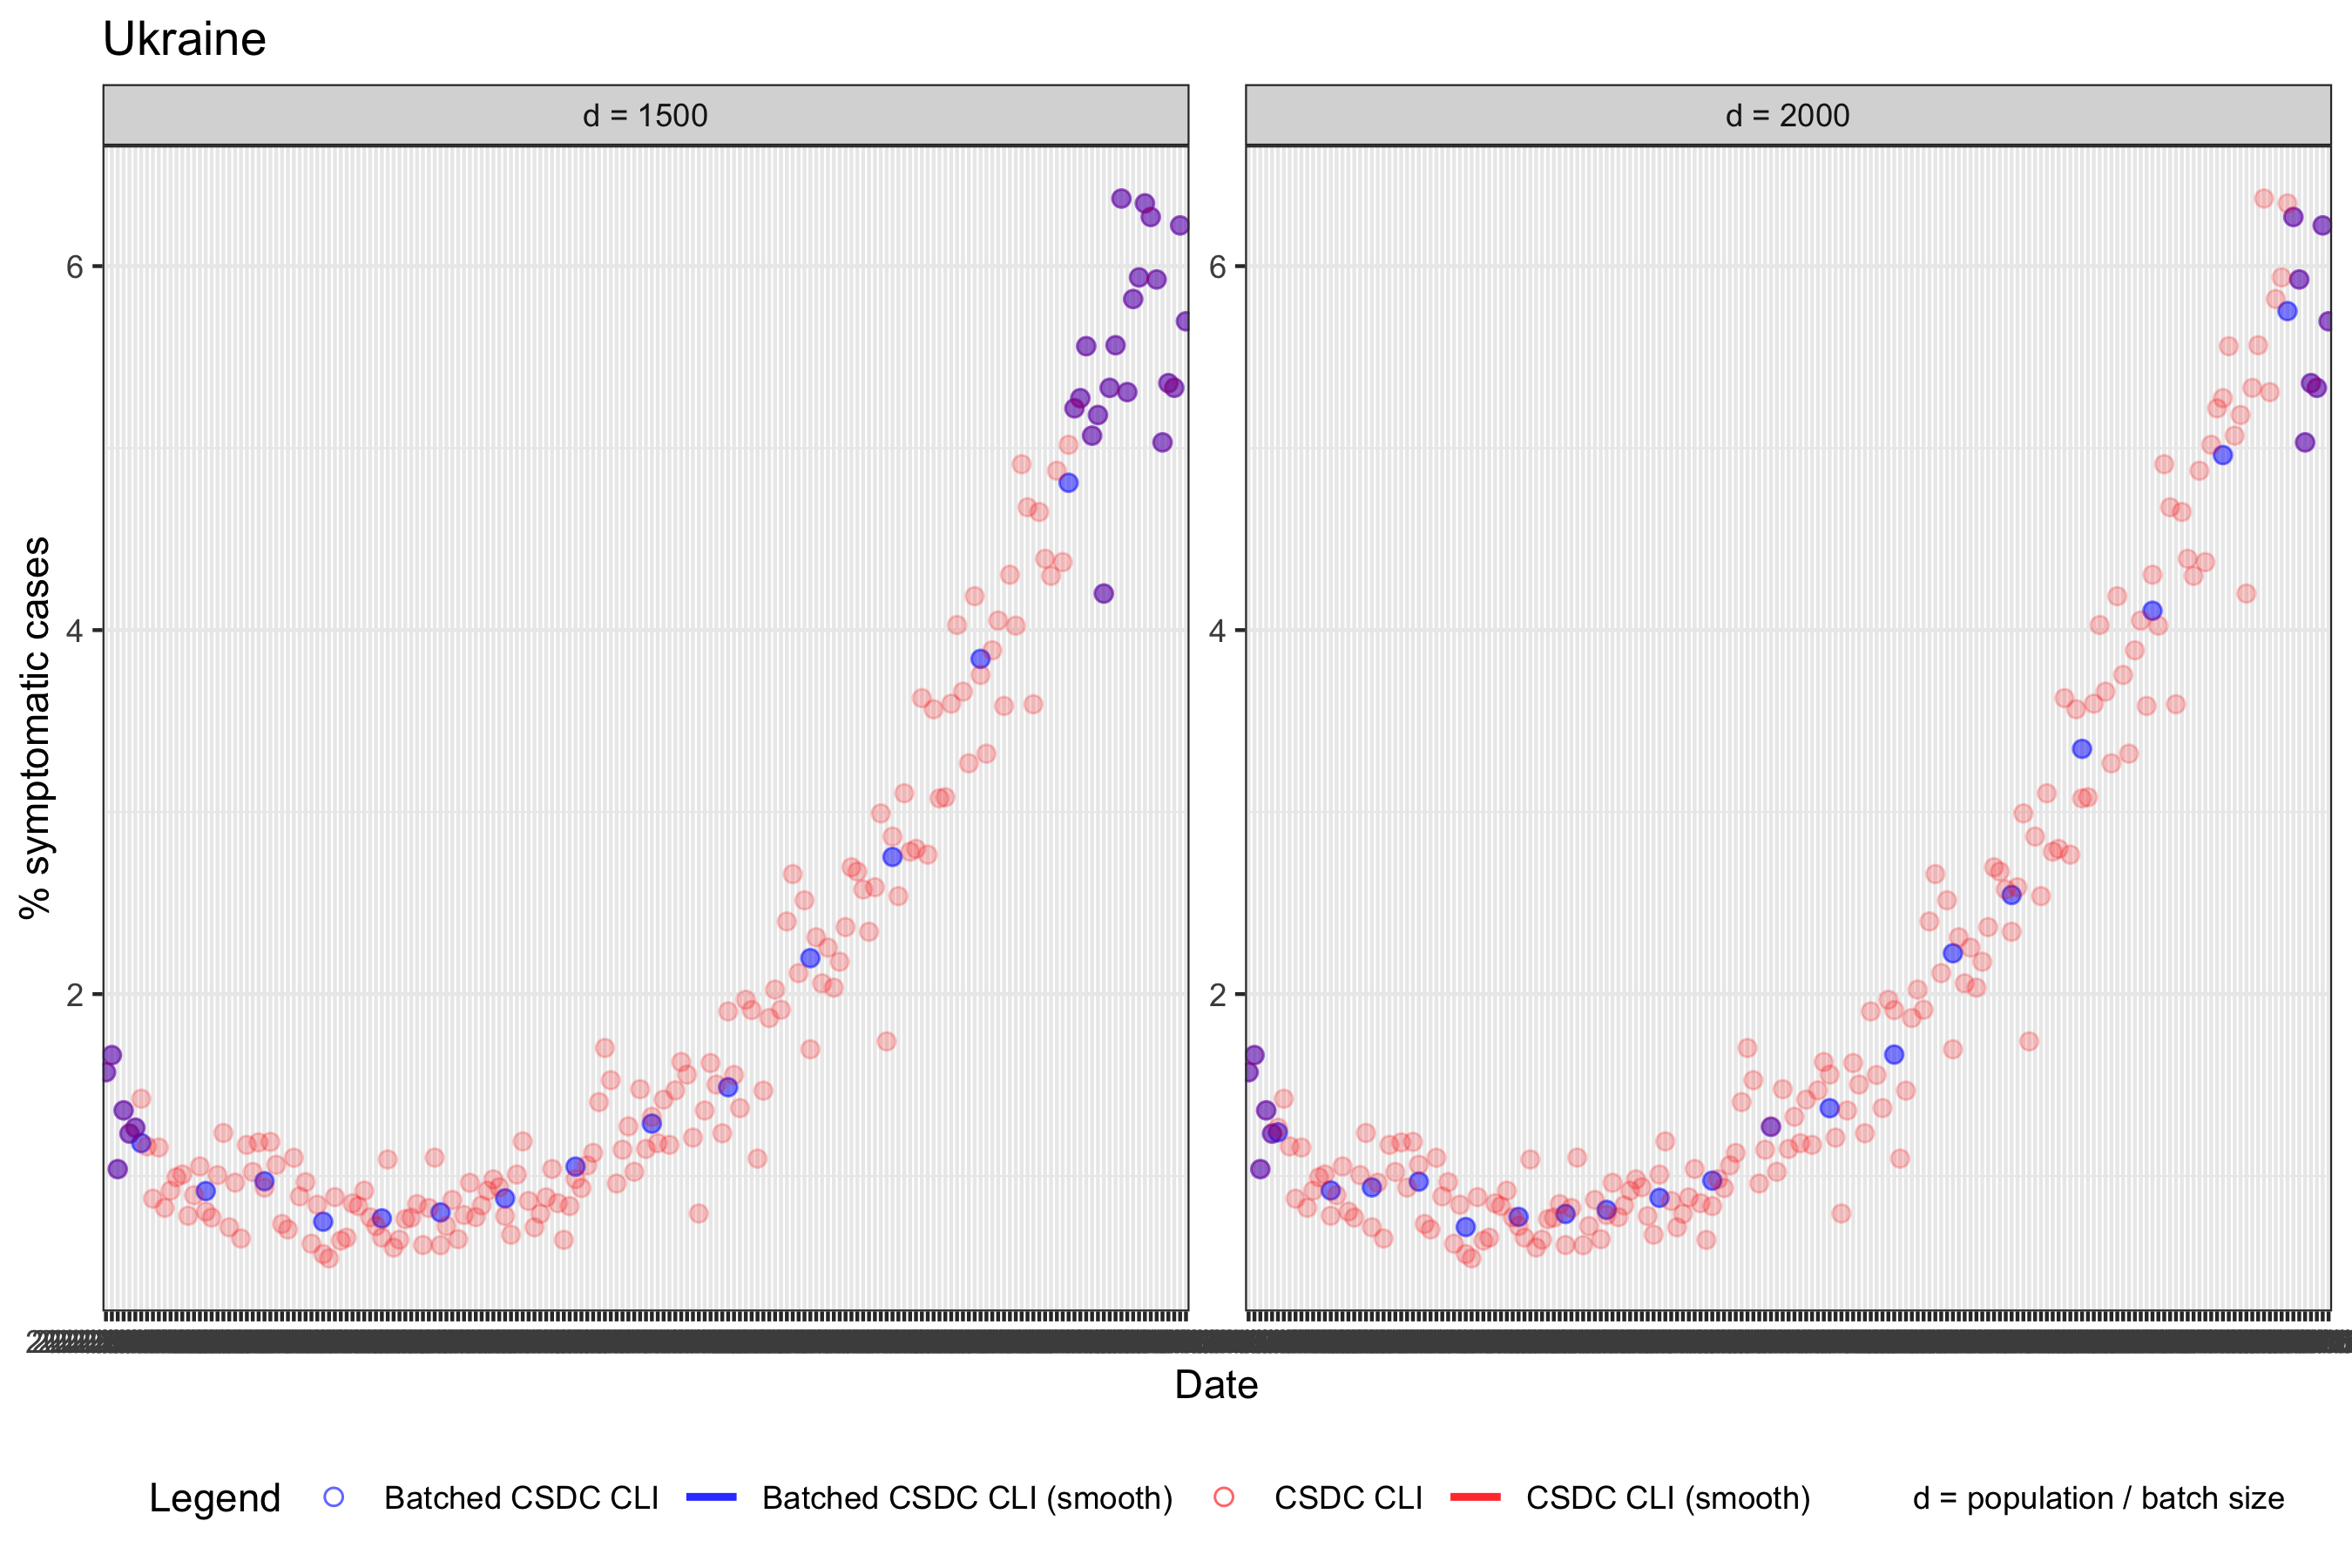 Ukraine
d = 1500
d = 2000
6
4
2
6
4
2
% symptomatic cases
Date
Legend
Batched CSDC CLI
Batched CSDC CLI (smooth)
CSDC CLI
CSDC CLI (smooth)
d = population / batch size